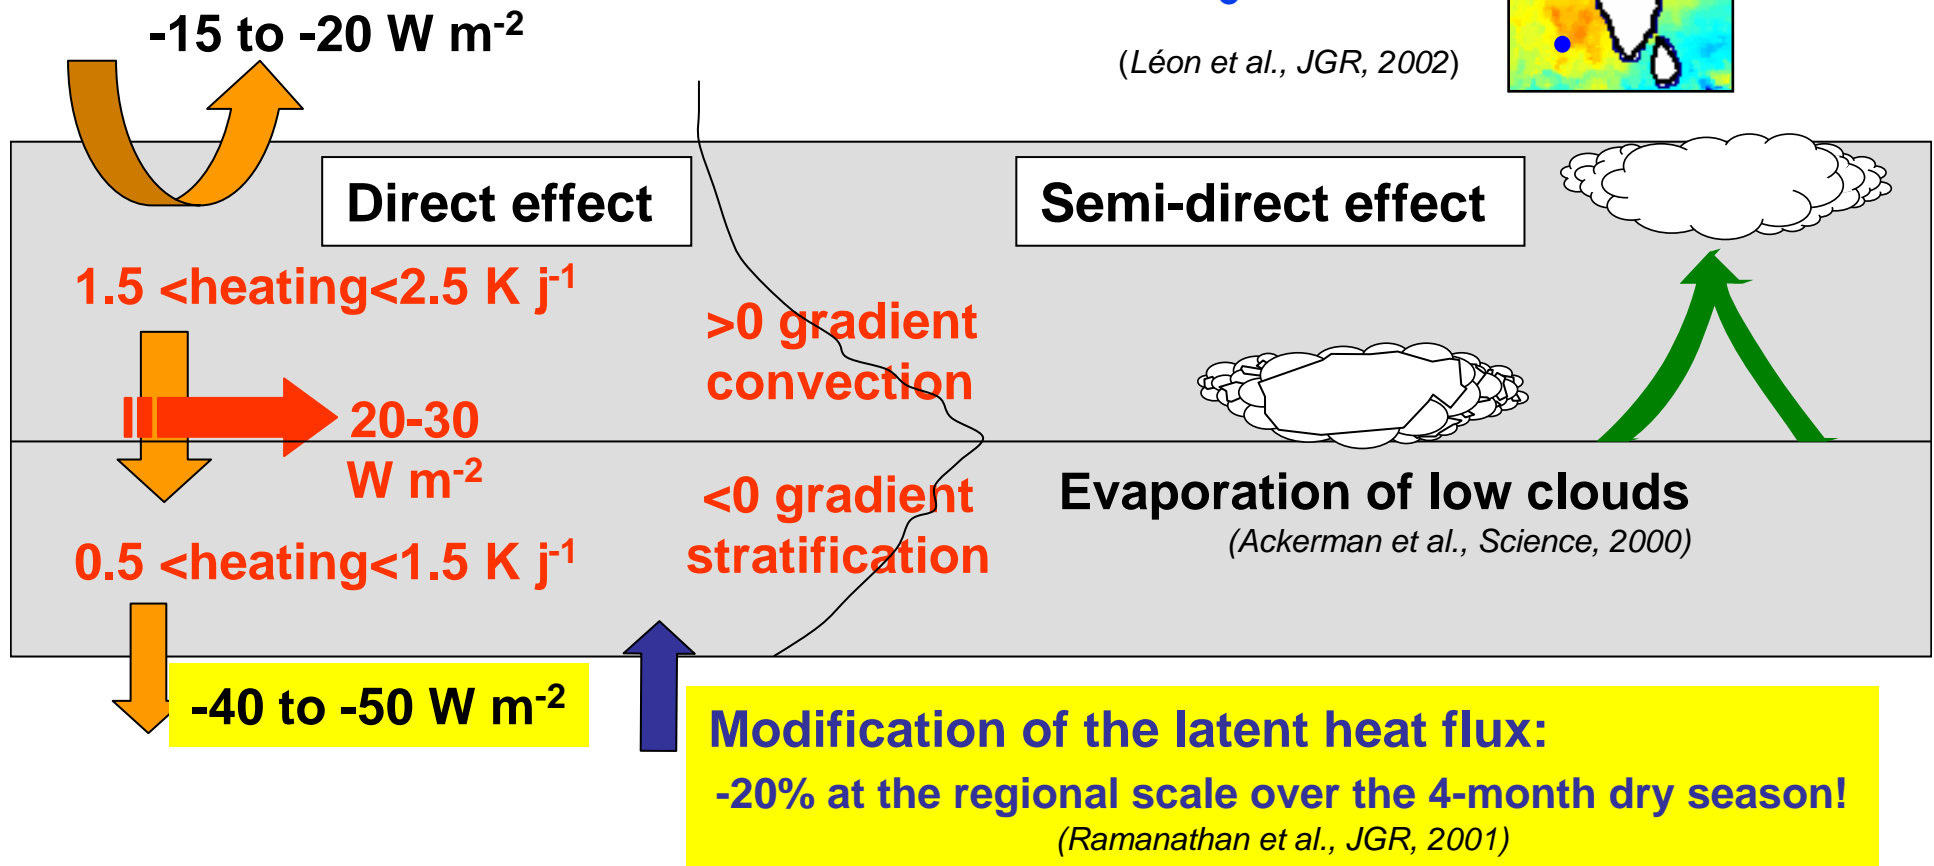 -15 to -20 W m-2
(Léon et al., JGR, 2002)
Direct effect
Semi-direct effect
1.5 <heating<2.5 K j-1
>0 gradient
convection
20-30
W m-2
<0 gradient
stratification
Evaporation of low clouds
(Ackerman et al., Science, 2000)
0.5 <heating<1.5 K j-1
-40 to -50 W m-2
Modification of the latent heat flux:
-20% at the regional scale over the 4-month dry season!
(Ramanathan et al., JGR, 2001)